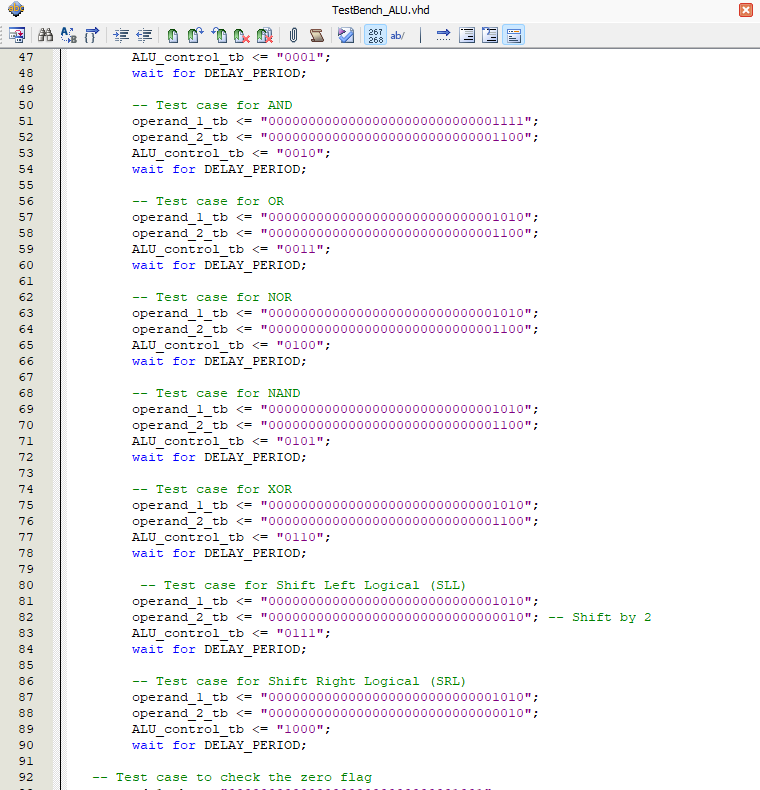 TestBench_ALU.vhd
267
268
ab/
47 ALU_control_tb <= "0001";
48 wait for DELAY_PERIOD;
49
50 -- Test case for AND
51 operand_1_tb <= "00000000000000000000000000001111";
52 operand_2_tb <= "00000000000000000000000000001100";
53 ALU_control_tb <= "0010";
54 wait for DELAY_PERIOD;
55
56 -- Test case for OR
57 operand_1_tb <= "00000000000000000000000000001010";
58 operand_2_tb <= "00000000000000000000000000001100";
59 ALU_control_tb <= "0011";
60 wait for DELAY_PERIOD;
61
62 -- Test case for NOR
63 operand_1_tb <= "00000000000000000000000000001010";
64 operand_2_tb <= "00000000000000000000000000001100";
65 ALU_control_tb <= "0100";
66 wait for DELAY_PERIOD;
67
68 -- Test case for NAND
69 operand_1_tb <= "00000000000000000000000000001010";
70 operand_2_tb <= "00000000000000000000000000001100";
71 ALU_control_tb <= "0101";
72 wait for DELAY_PERIOD;
73
74 -- Test case for XOR
75 operand_1_tb <= "00000000000000000000000000001010";
76 operand_2_tb <= "00000000000000000000000000001100";
77 ALU_control_tb <= "0110";
78 wait for DELAY_PERIOD;
79
80 -- Test case for Shift Left Logical (SLL)
81 operand_1_tb <= "00000000000000000000000000001010";
82 operand_2_tb <= "00000000000000000000000000000010"; -- Shift by 2
83 ALU_control_tb <= "0111";
84 wait for DELAY_PERIOD;
85
86 -- Test case for Shift Right Logical (SRL)
87 operand_1_tb <= "00000000000000000000000000001010";
88 operand_2_tb <= "00000000000000000000000000000010";
89 ALU_control_tb <= "1000";
90 wait for DELAY_PERIOD;
91
92 -- Test case to check the zero flag